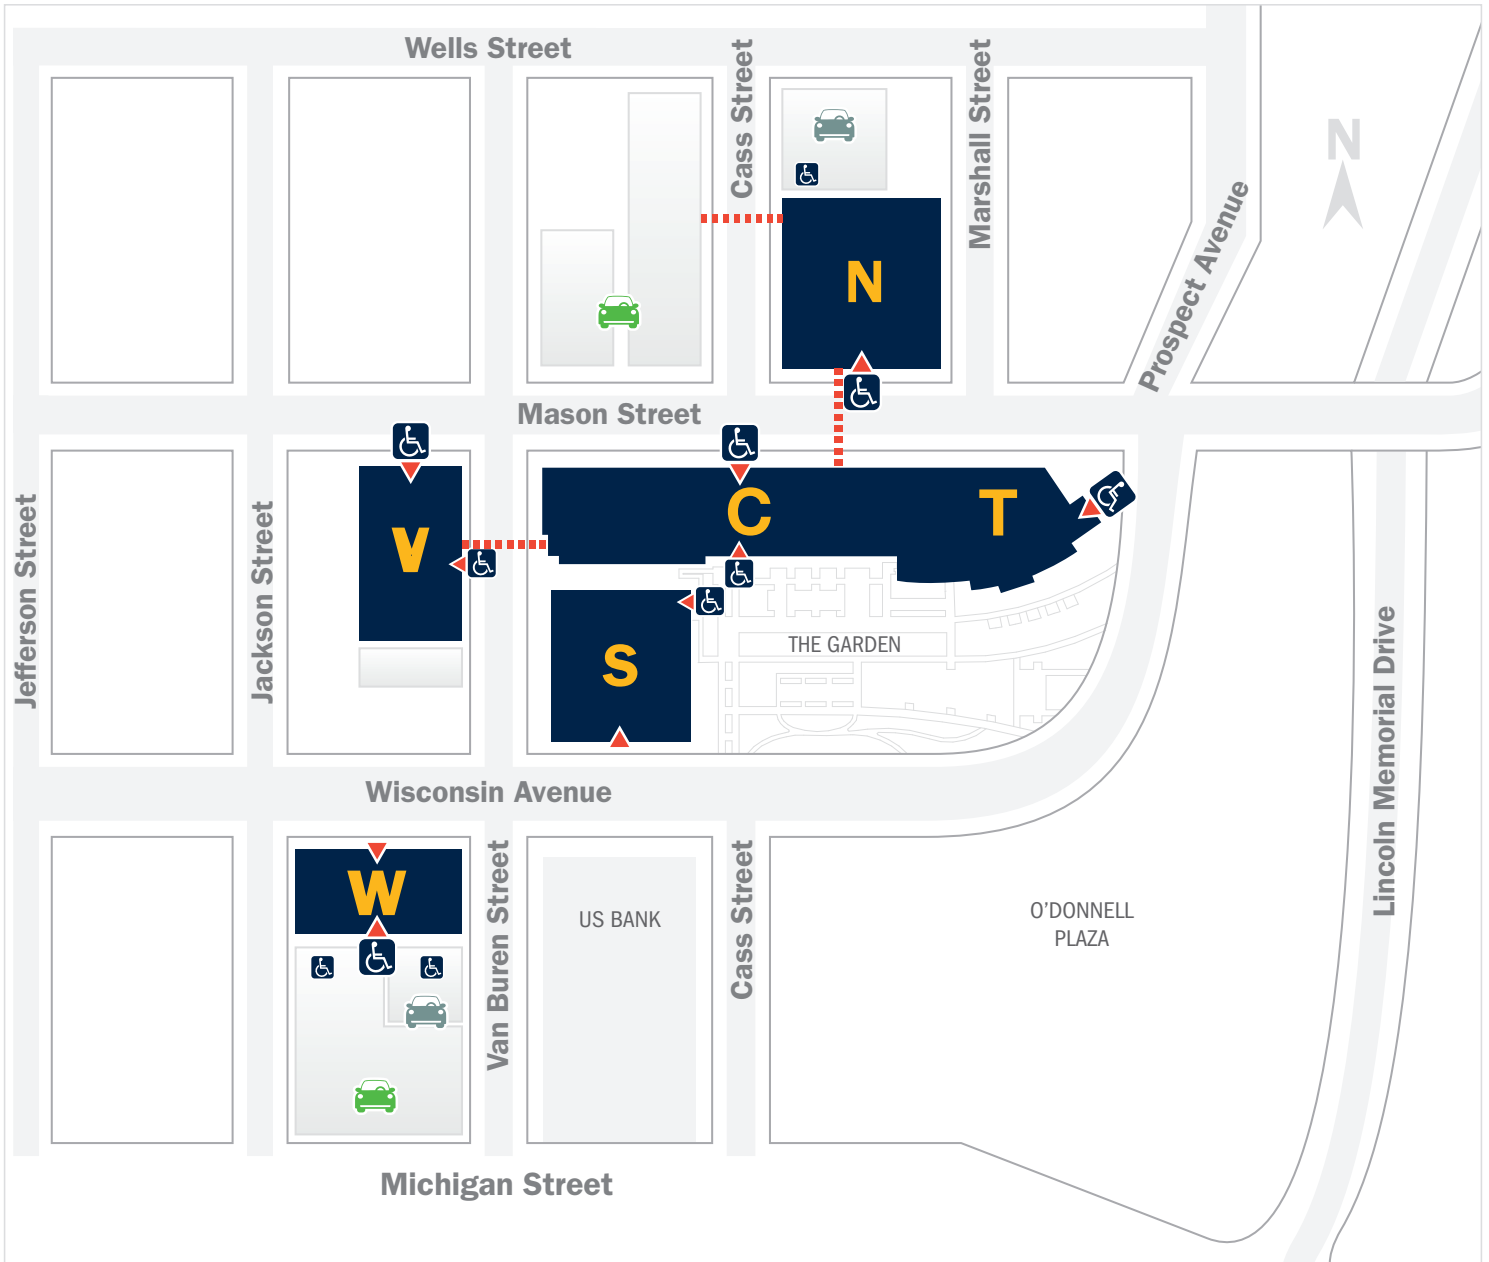 Wells Street
Cass Street
Marshall Street
N
Prospect Avenue
N
Mason Street
C
T
V
Jefferson Street
Jackson Street
S
THE GARDEN
Lincoln Memorial Drive
Wisconsin Avenue
W
Van Buren Street
US BANK
Cass Street
O'DONNELL
PLAZA
Michigan Street